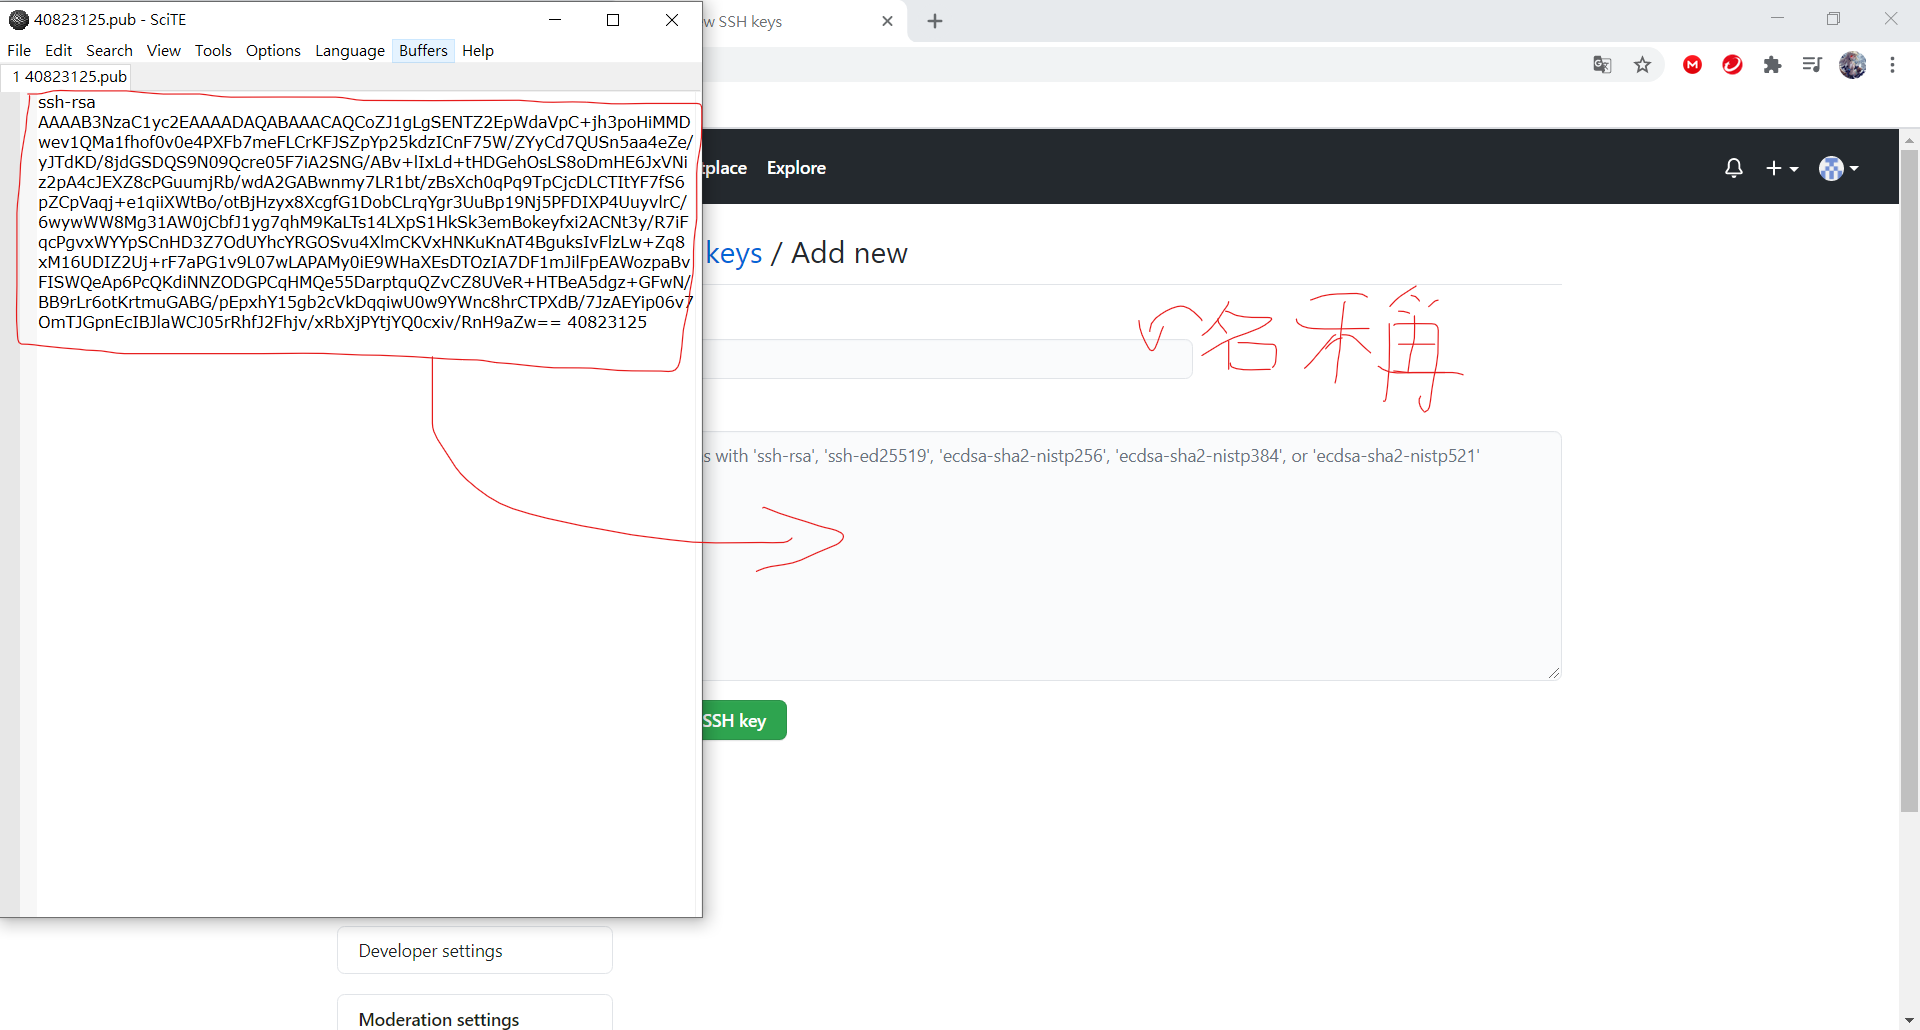 40823125.pub - SciTE
File Edit Search View Tools Options Language Buffers Help
1 40823125.pub
ssh-rsa
AAAAB3NzaC1yc2EAAAADAQABAAACAQCoZJ1gLgSENTZ2EpWdaVpC+jh3poHiMMD
wev1QMa1fhof0v0e4PXFb7meFLCrKFJSZpYp25kdzICnF75W/ZYyCd7QUSn5aa4eZe/
yJTdKD/8jdGSDQS9N09Qcre05F7iA2SNG/ABv+lIxLd+tHDGehOsLS8oDmHE6JxVNi
z2pA4cJEXZ8cPGuumjRb/wdA2GABwnmy7LR1bt/zBsXch0qPq9TpCjcDLCTItYF7fS6
pZCpVaqj+e1qiiXWtBo/otBjHzyx8XcgfG1DobCLrqYgr3UuBp19Nj5PFDIXP4UuyvlrC/
6wywWW8Mg31AW0jCbfJ1yg7qhM9KaLTs14LXpS1HkSk3emBokeyfxi2ACNt3y/R7iF
qcPgvxWYYpSCnHD3Z7OdUYhcYRGOSvu4XlmCKVxHNKuKnAT4BguksIvFlzLw+Zq8
xM16UDIZ2Uj+rF7aPG1v9L07wLAPAMy0iE9WHaXEsDTOzIA7DF1mJilFpEAWozpaBv
FISWQeAp6PcQKdiNNZODGPCqHMQe55DarptquQZvCZ8UVeR+HTBeA5dgz+GFwN/
BB9rLr6otKrtmuGABG/pEpxhY15gb2cVkDqqiwU0w9YWnc8hrCTPXdB/7JzAEYip06v7
OmTJGpnEcIBJlaWCJ05rRhfJ2Fhjv/xRbXjPYtjYQ0cxiv/RnH9aZw== 40823125
w SSH keys
tplace Explore
keys / Add new
名稱
s with 'ssh-rsa', 'ssh-ed25519', 'ecdsa-sha2-nistp256', 'ecdsa-sha2-nistp384', or 'ecdsa-sha2-nistp521'
SSH key
Developer settings
Moderation settings